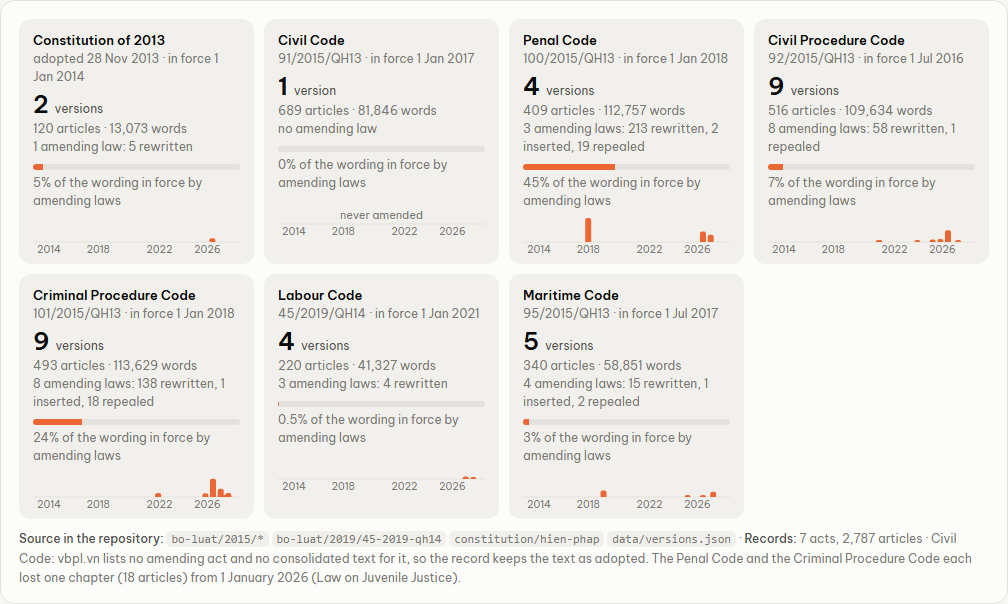 Constitution of 2013
adopted 28 Nov 2013 · in force 1
Jan 2014
2 versions
120 articles · 13,073 words
1 amending law: 5 rewritten
5% of the wording in force by
amending laws
2014 2018 2022 2026
Civil Code
91/2015/QH13 · in force 1 Jan 2017
1 version
689 articles · 81,846 words
no amending law
0% of the wording in force by
amending laws
never amended
2014 2018 2022 2026
Penal Code
100/2015/QH13 · in force 1 Jan 2018
4 versions
409 articles · 112,757 words
3 amending laws: 213 rewritten, 2
inserted, 19 repealed
45% of the wording in force by
amending laws
2014 2018 2022 2026
Civil Procedure Code
92/2015/QH13 · in force 1 Jul 2016
9 versions
516 articles · 109,634 words
8 amending laws: 58 rewritten, 1
repealed
7% of the wording in force by
amending laws
2014 2018 2022 2026
Criminal Procedure Code
101/2015/QH13 · in force 1 Jan 2018
9 versions
493 articles · 113,629 words
8 amending laws: 138 rewritten, 1
inserted, 18 repealed
24% of the wording in force by
amending laws
2014 2018 2022 2026
Labour Code
45/2019/QH14 · in force 1 Jan 2021
4 versions
220 articles · 41,327 words
3 amending laws: 4 rewritten
0.5% of the wording in force by
amending laws
2014 2018 2022 2026
Maritime Code
95/2015/QH13 · in force 1 Jul 2017
5 versions
340 articles · 58,851 words
4 amending laws: 15 rewritten, 1
inserted, 2 repealed
3% of the wording in force by
amending laws
2014 2018 2022 2026
Source in the repository: bo-luat/2015/* bo-luat/2019/45-2019-qh14 constitution/hien-phap data/versions.json · Records: 7 acts, 2,787 articles · Civil
Code: vbpl.vn lists no amending act and no consolidated text for it, so the record keeps the text as adopted. The Penal Code and the Criminal Procedure Code each
lost one chapter (18 articles) from 1 January 2026 (Law on Juvenile Justice).